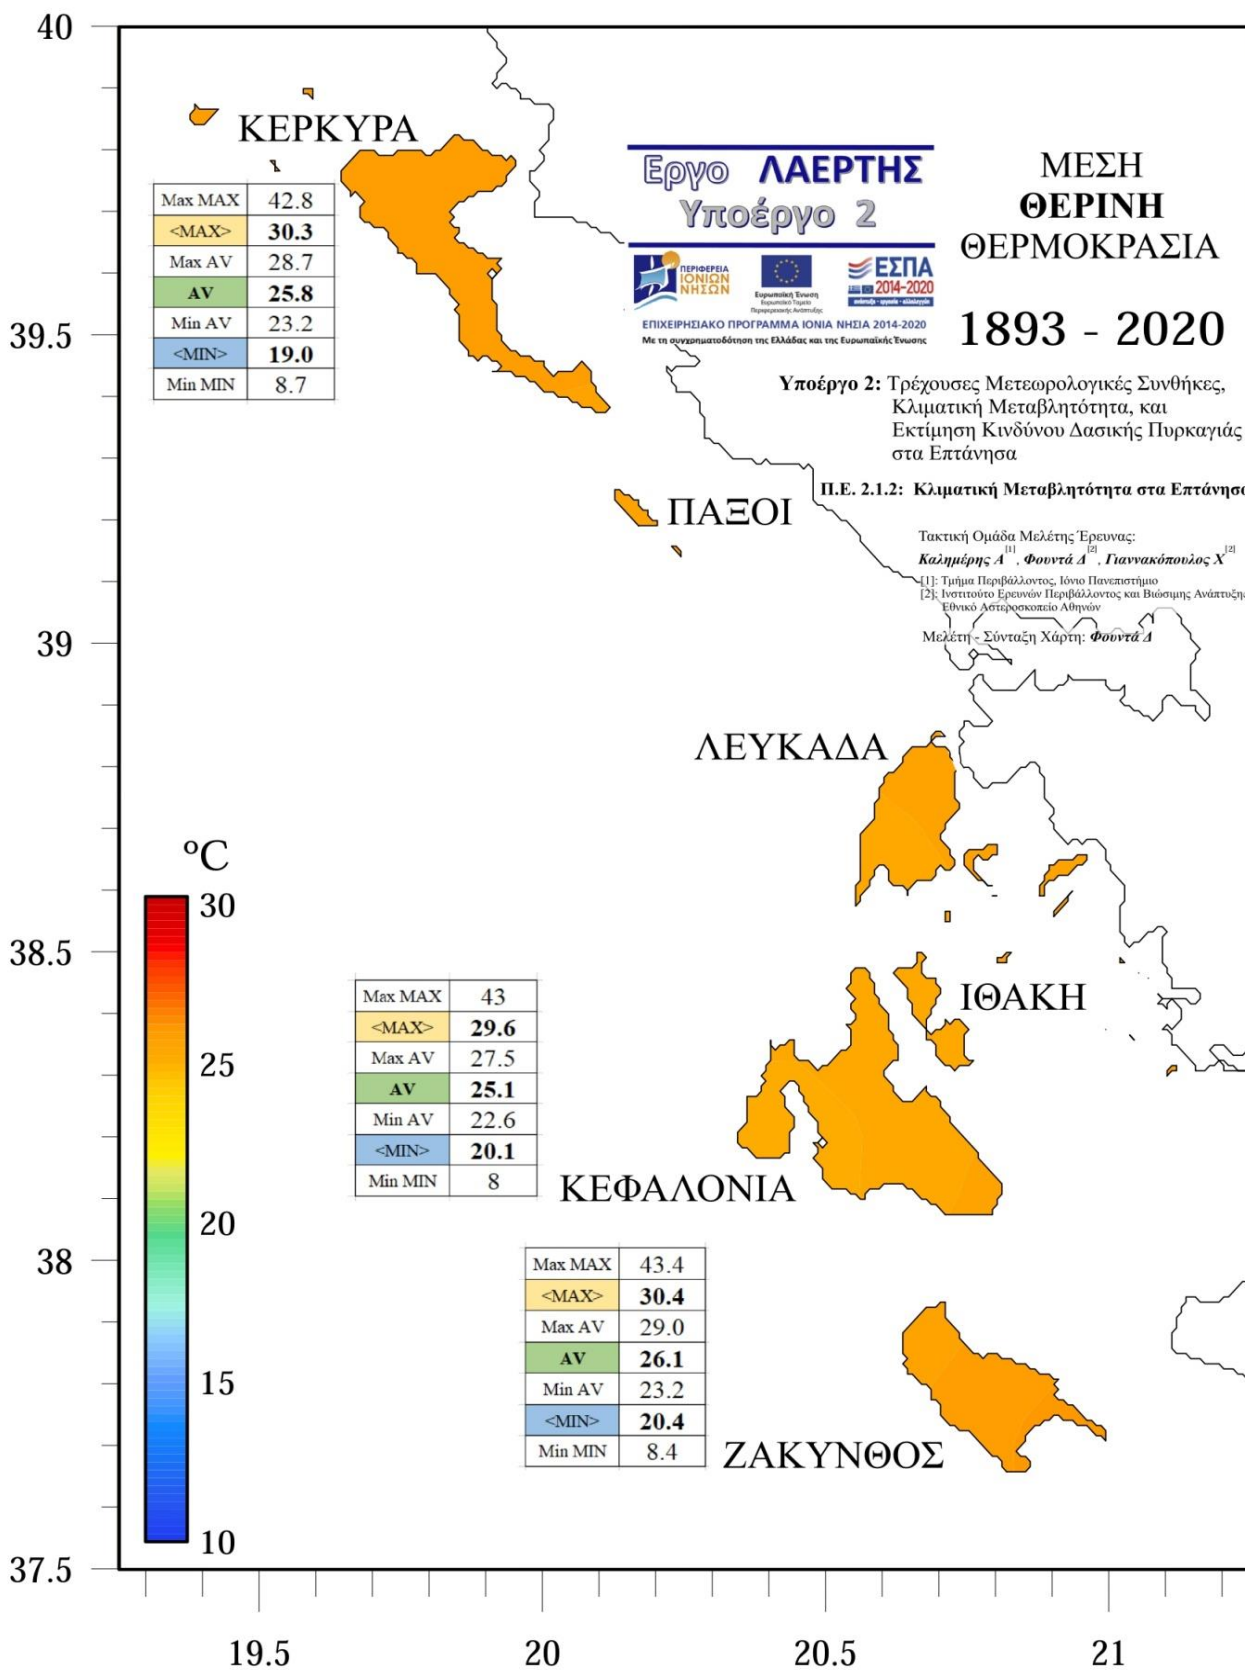 40
ΚΕΡΚΥΡΑ
Max MAX 42.8
<MAX> 30.3
Max AV 28.7
AV 25.8
Min AV 23.2
<MIN> 19.0
Min MIN 8.7
Εργο ΛΑΕΡΤΗΣ
Υποέργο 2
ΠΕΡΙΦΕΡΕΙΑ
ΙΟΝΙΩΝ
ΝΗΣΩΝ
Ευρωπαϊκή Ένωση
Ευρωπαϊκό Ταμείο
Περιφερειακής Ανάπτυξης
ΕΣΠΑ
2014-2020
ανάπτυξη - εργασία - αλληλεγγύη
ΕΠΙΧΕΙΡΗΣΙΑΚΟ ΠΡΟΓΡΑΜΜΑ ΙΟΝΙΑ ΝΗΣΙΑ 2014-2020
Με τη συγχρηματοδότηση της Ελλάδας και της Ευρωπαϊκής Ένωσης
ΜΕΣΗ
ΘΕΡΙΝΗ
ΘΕΡΜΟΚΡΑΣΙΑ
1893 - 2020
39.5
Υποέργο 2: Τρέχουσες Μετεωρολογικές Συνθήκες,
Κλιματική Μεταβλητότητα, και
Εκτίμηση Κινδύνου Δασικής Πυρκαγιάς
στα Επτάνησα
Π.Ε. 2.1.2: Κλιματική Μεταβλητότητα στα Επτάνησα
ΠΑΞΟΙ
Τακτική Ομάδα Μελέτης Έρευνας:
Καλημέρης Α[1], Φουντά Δ[2], Γιαννακόπουλος Χ[2]
[1]: Τμήμα Περιβάλλοντος, Ιόνιο Πανεπιστήμιο
[2]: Ινστιτούτο Ερευνών Περιβάλλοντος και Βιώσιμης Ανάπτυξης
Εθνικό Αστεροσκοπείο Αθηνών
Μελέτη - Σύνταξη Χάρτη: Φουντά Δ
39
ΛΕΥΚΑΔΑ
°C
30
25
20
15
10
38.5
ΙΘΑΚΗ
Max MAX 43
<MAX> 29.6
Max AV 27.5
AV 25.1
Min AV 22.6
<MIN> 20.1
Min MIN 8
ΚΕΦΑΛΟΝΙΑ
38
Max MAX 43.4
<MAX> 30.4
Max AV 29.0
AV 26.1
Min AV 23.2
<MIN> 20.4
Min MIN 8.4
ΖΑΚΥΝΘΟΣ
37.5
19.5 20 20.5 21